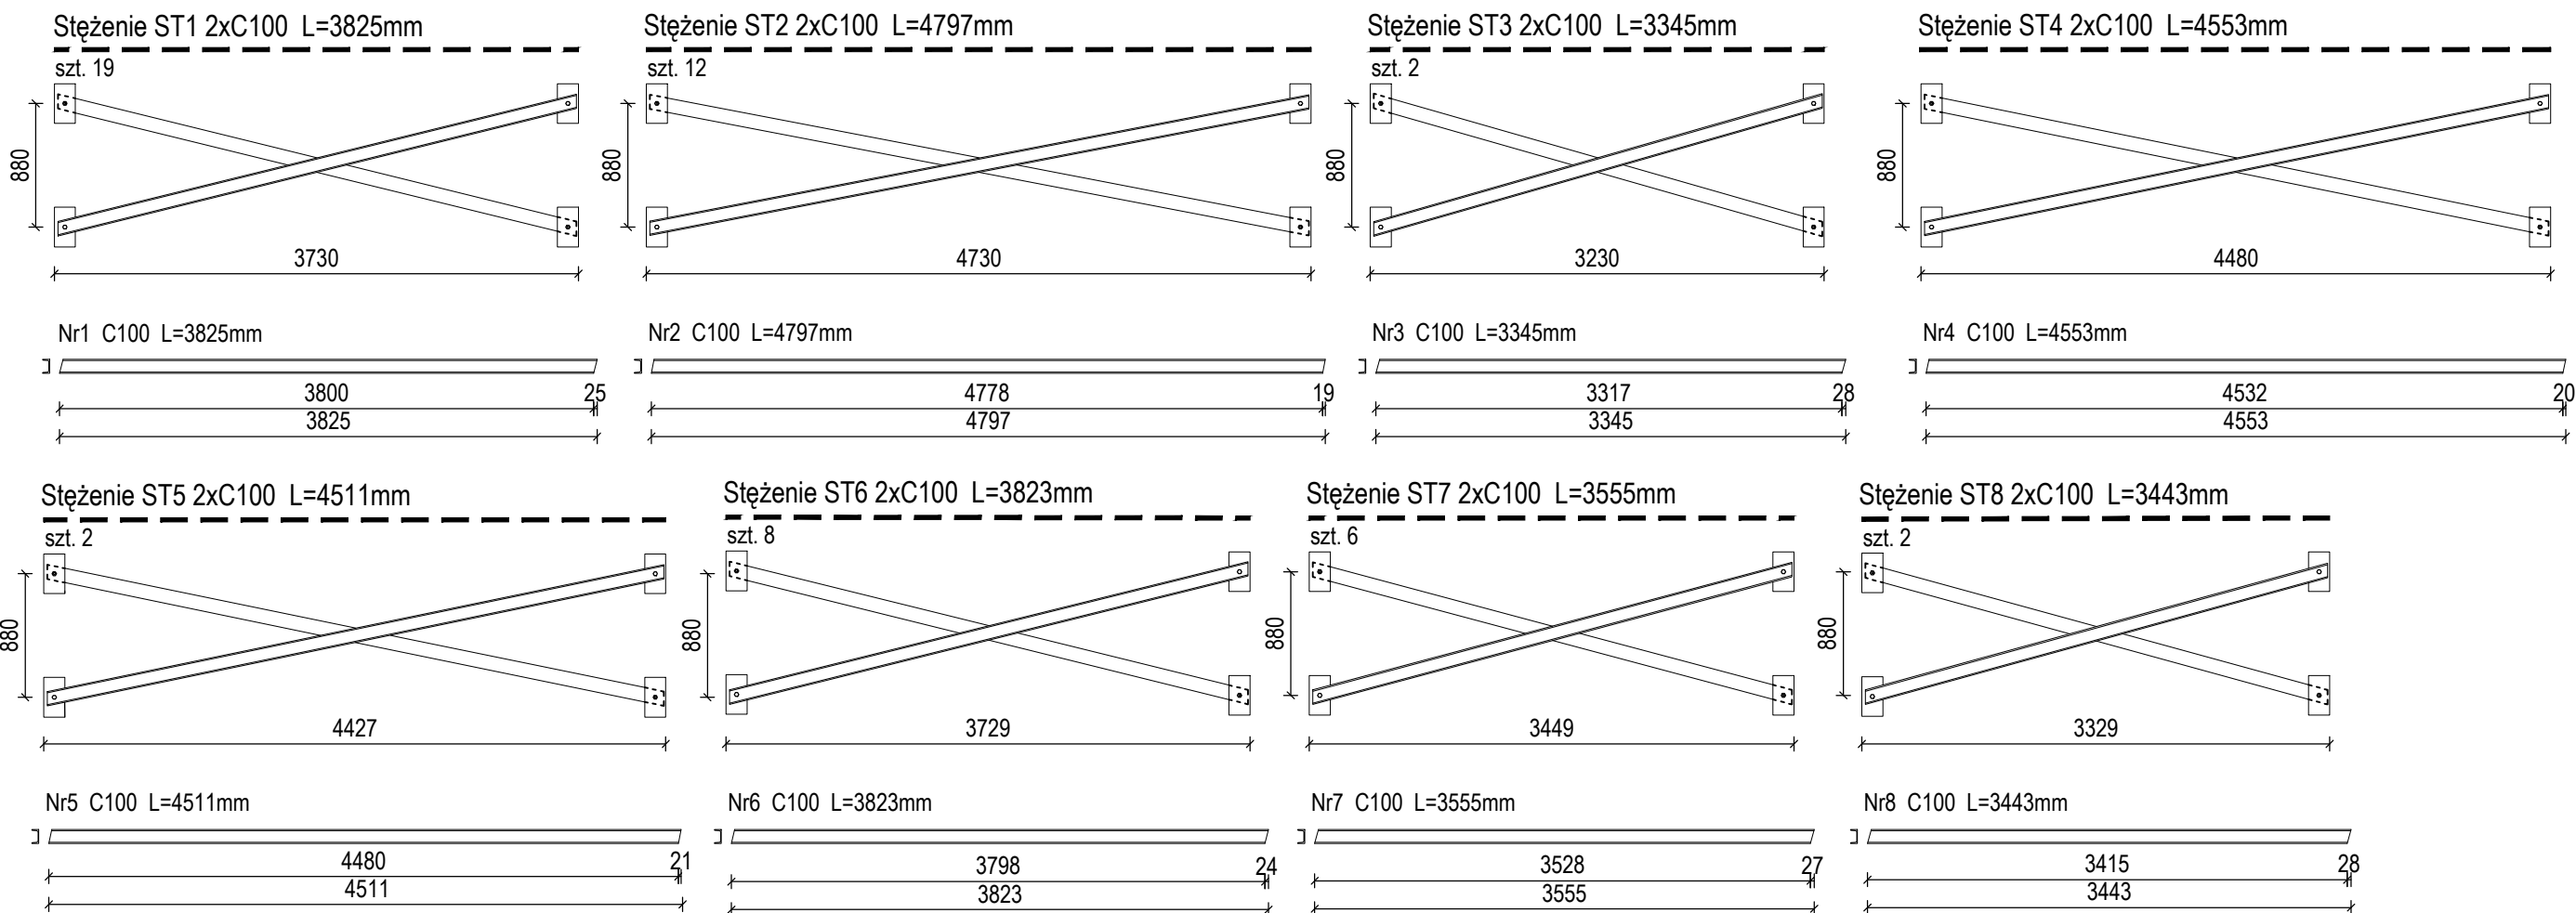 Stężenie ST1 2xC100 L=3825mm
szt. 19
880
3730
Nr1 C100 L=3825mm
3800 25
3825
Stężenie ST2 2xC100 L=4797mm
szt. 12
880
4730
Nr2 C100 L=4797mm
4778 19
4797
Stężenie ST3 2xC100 L=3345mm
szt. 2
880
3230
Nr3 C100 L=3345mm
3317 28
3345
Stężenie ST4 2xC100 L=4553mm
880
4480
Nr4 C100 L=4553mm
4532 20
4553
Stężenie ST5 2xC100 L=4511mm
szt. 2
880
4427
Nr5 C100 L=4511mm
4480 21
4511
Stężenie ST6 2xC100 L=3823mm
szt. 8
880
3729
Nr6 C100 L=3823mm
3798 24
3823
Stężenie ST7 2xC100 L=3555mm
szt. 6
880
3449
Nr7 C100 L=3555mm
3528 27
3555
Stężenie ST8 2xC100 L=3443mm
szt. 2
880
3329
Nr8 C100 L=3443mm
3415 28
3443